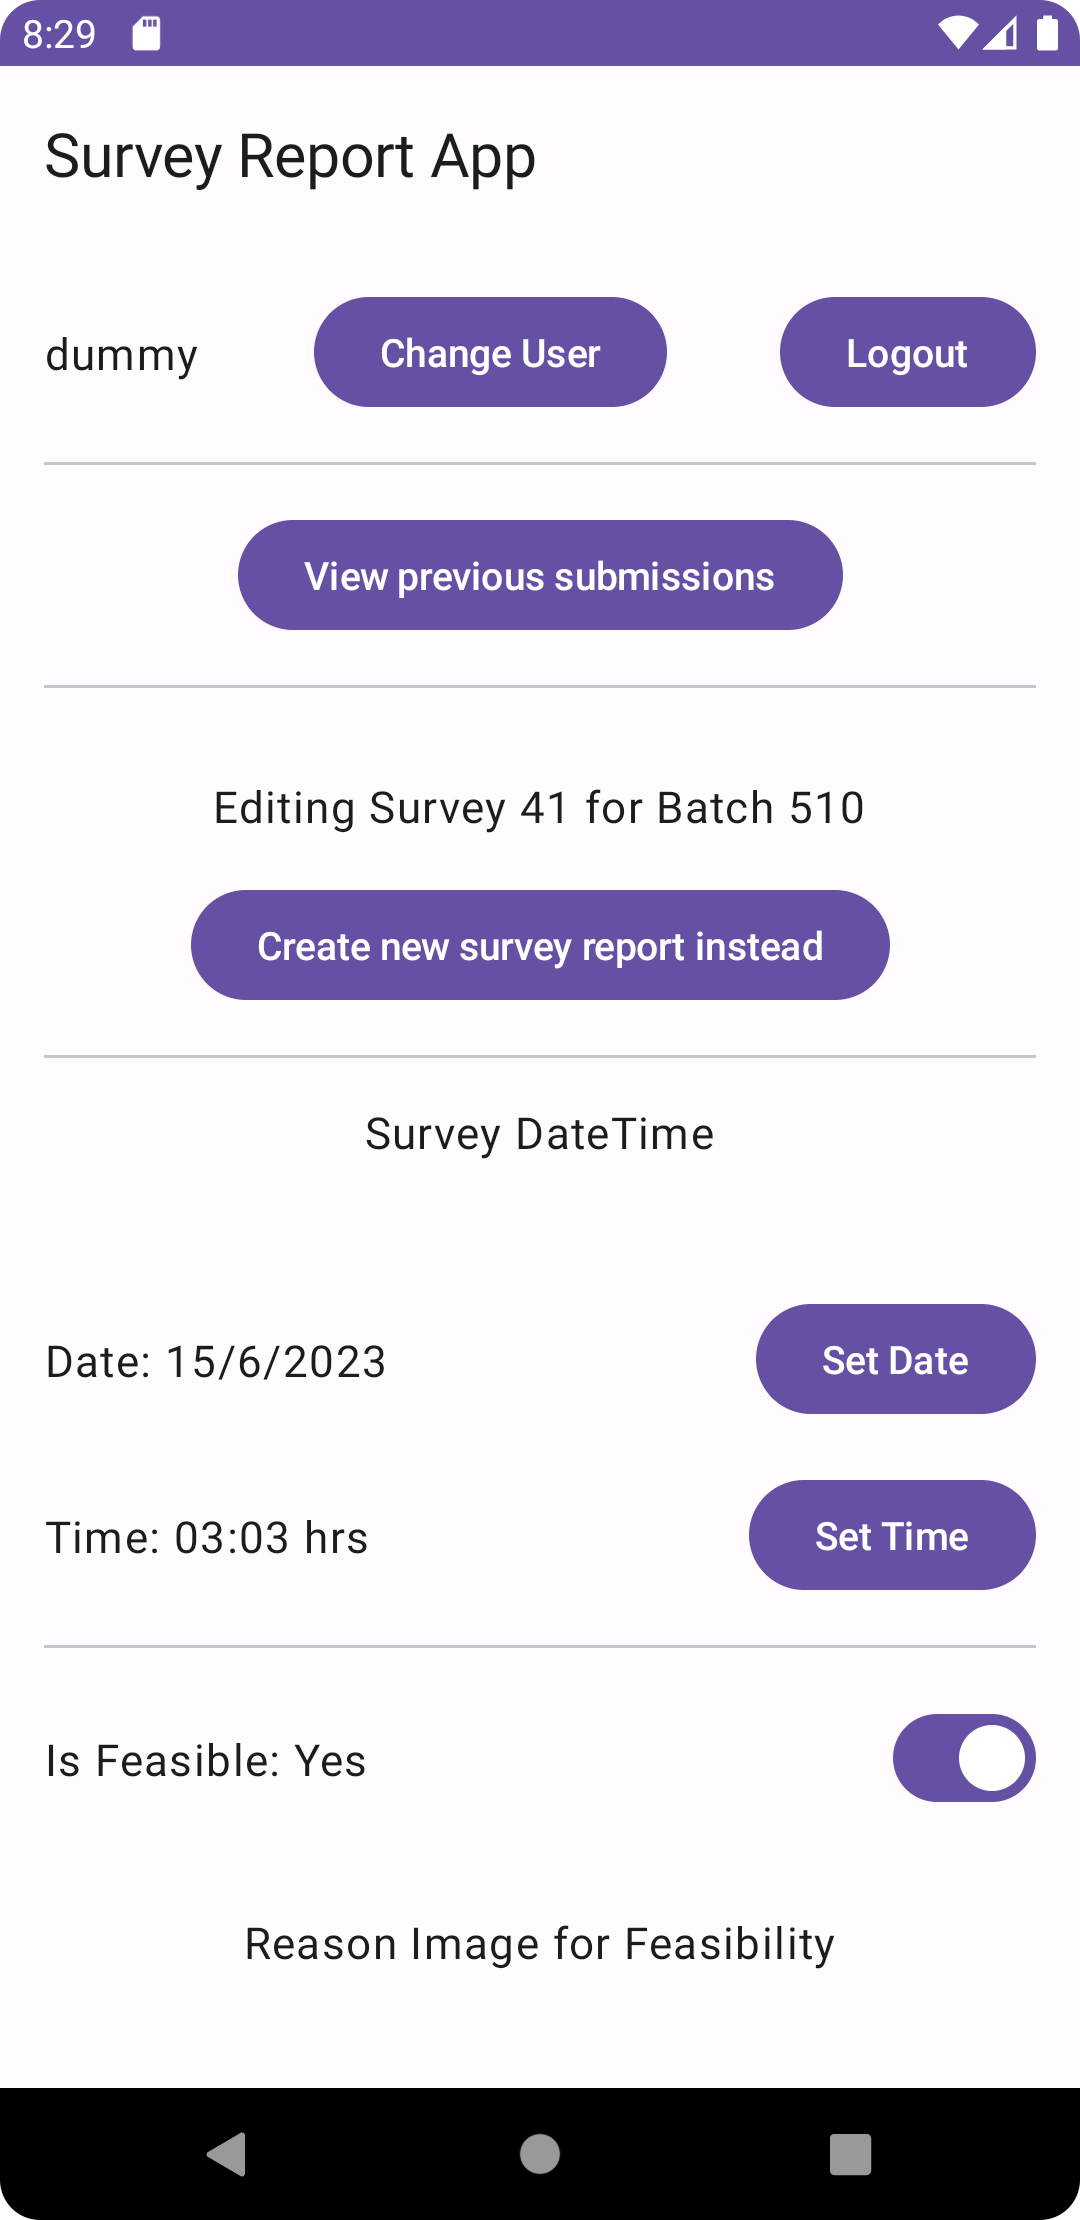 8:29
Survey Report App
dummy
Change User
Logout
View previous submissions
Editing Survey 41 for Batch 510
Create new survey report instead
Survey DateTime
Date: 15/6/2023
Set Date
Time: 03:03 hrs
Set Time
Is Feasible: Yes
Reason Image for Feasibility